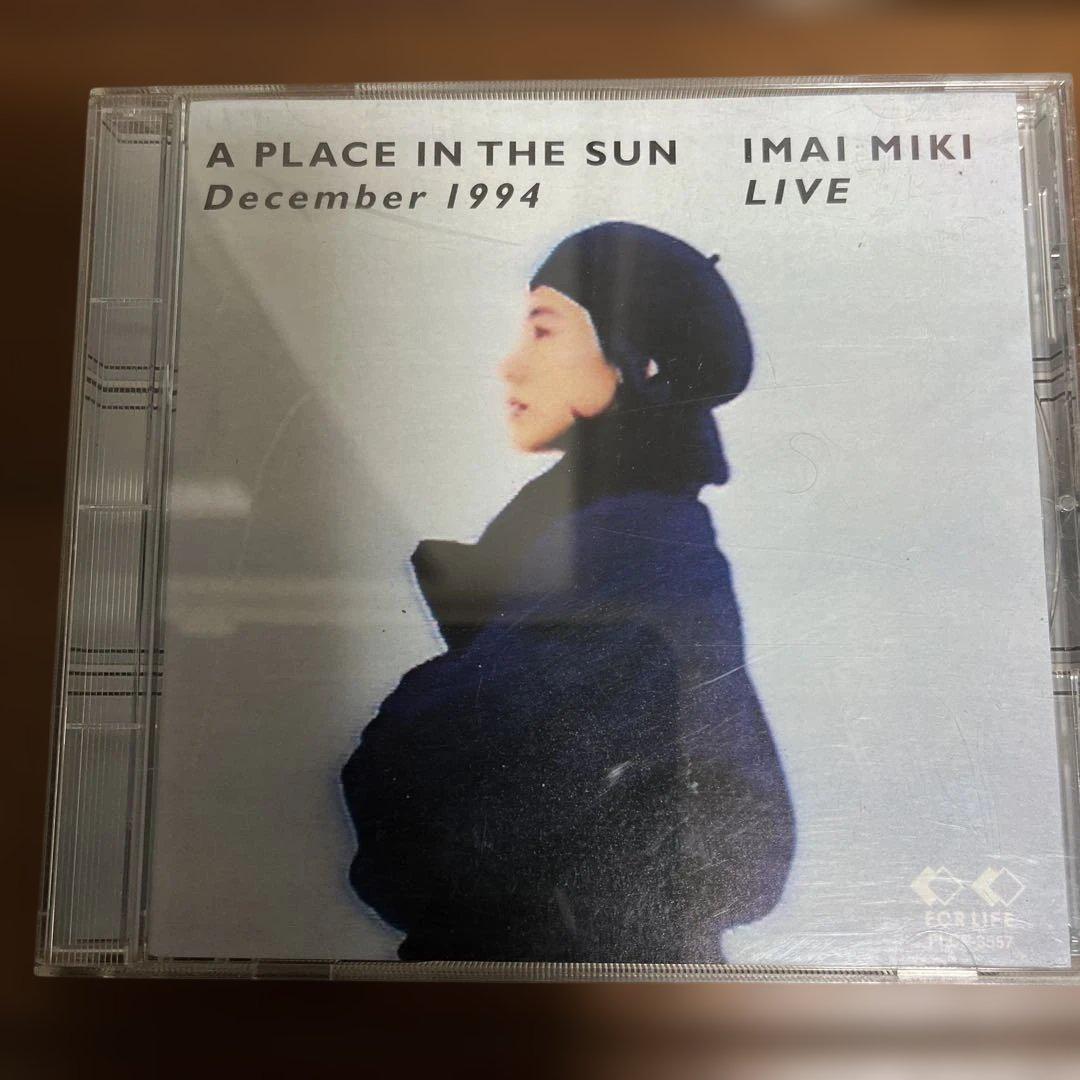 A PLACE IN THE SUN
December 1994
IMAI MIKI
LIVE
FOR LIFE